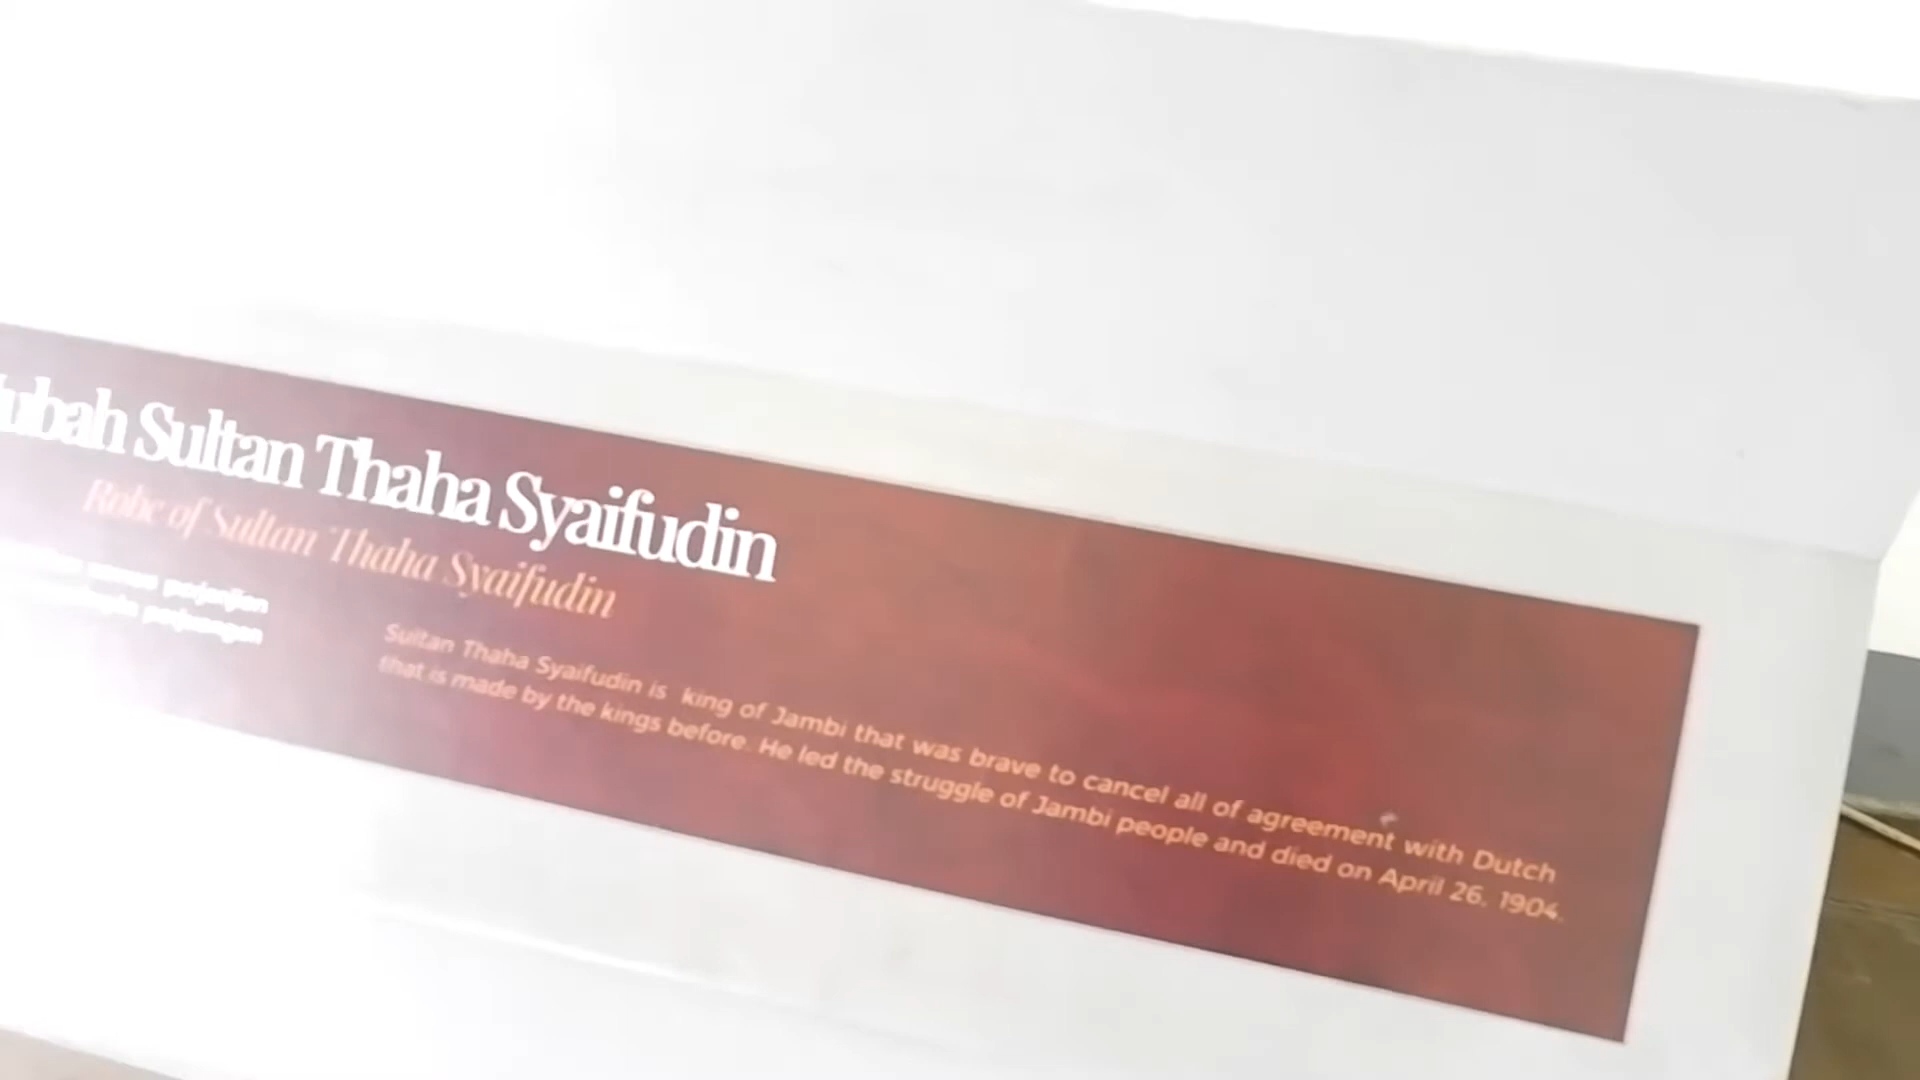 ubah Sultan Thaha Syaifudin
Robe of Sultan Thaha Syaifudin
perjanjian
perjuangan
Sultan Thaha Syaifudin is king of Jambi that was brave to cancel all of agreement with Dutch
that is made by the kings before. He led the struggle of Jambi people and died on April 26, 1904.